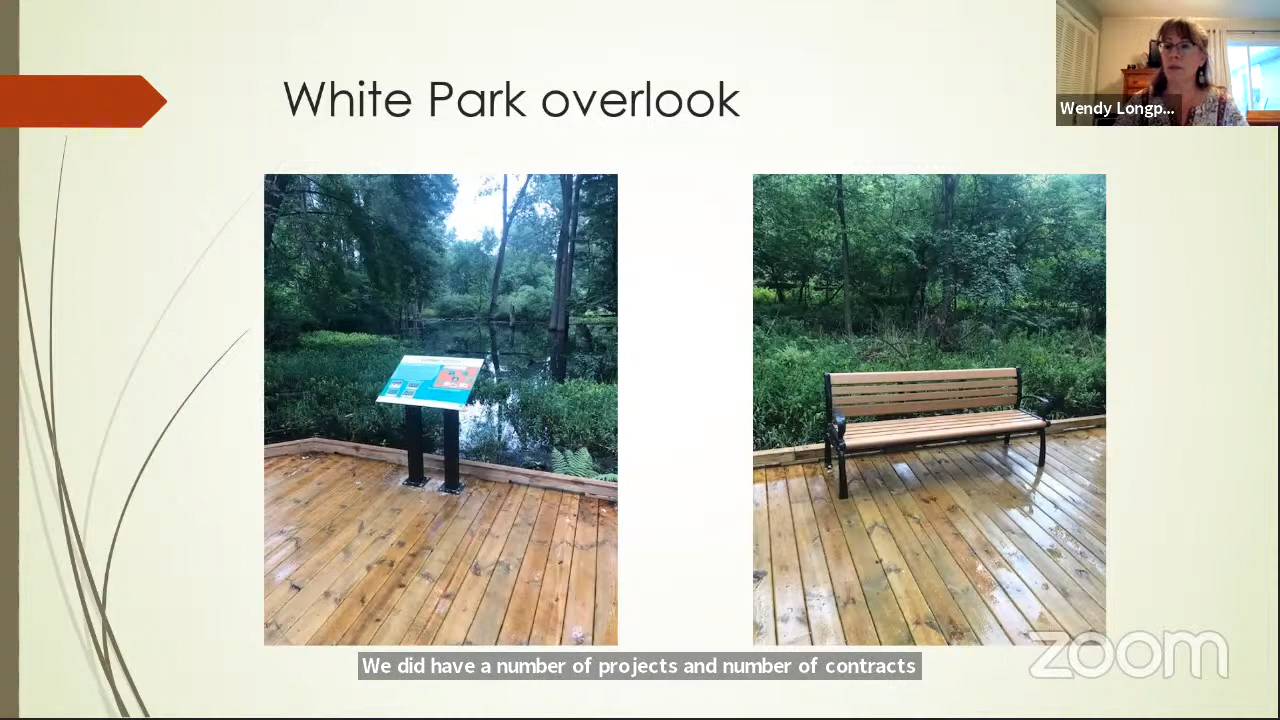 White Park overlook
Wendy Longp...
We did have a number of projects and number of contracts
zoom